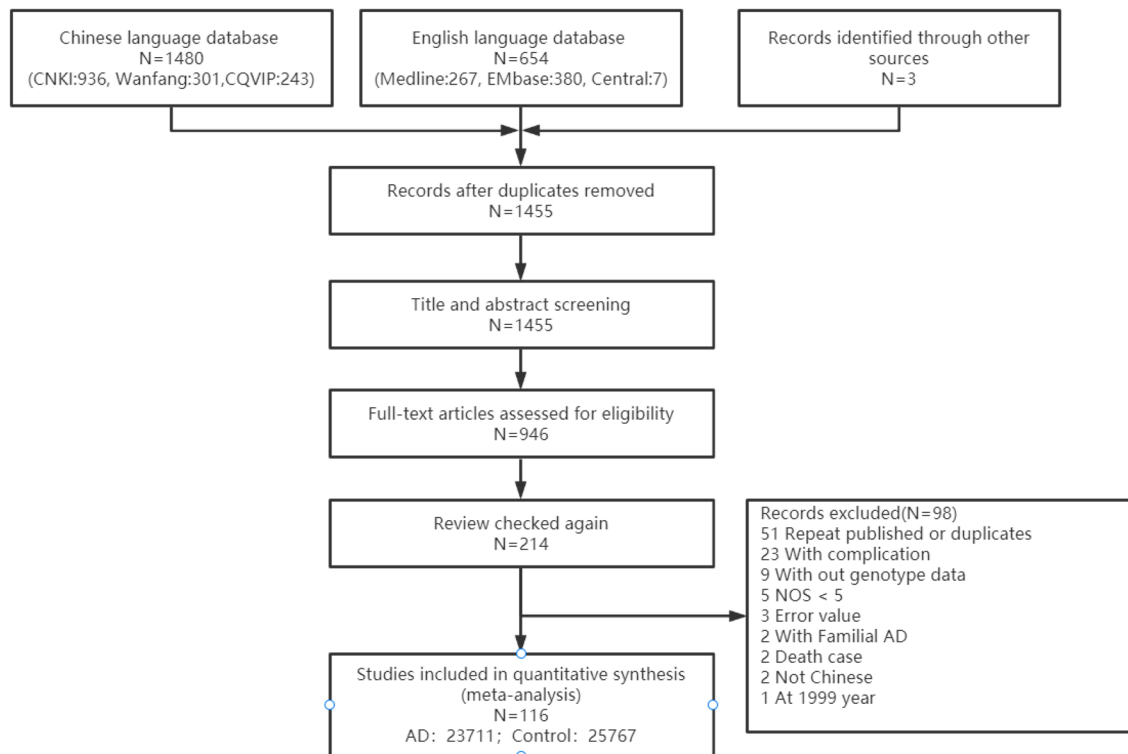 Chinese language database
N=1480
(CNKI:936, Wanfang:301,CQVIP:243)
English language database
N=654
(Medline:267, EMbase:380, Central:7)
Records identified through other
sources
N=3
Records after duplicates removed
N=1455
Title and abstract screening
N=1455
Full-text articles assessed for eligibility
N=946
Review checked again
N=214
Records excluded(N=98)
51 Repeat published or duplicates
23 With complication
9 With out genotype data
5 NOS < 5
3 Error value
2 With Familial AD
2 Death case
2 Not Chinese
1 At 1999 year
Studies included in quantitative synthesis
(meta-analysis)
N=116
AD：23711；Control：25767